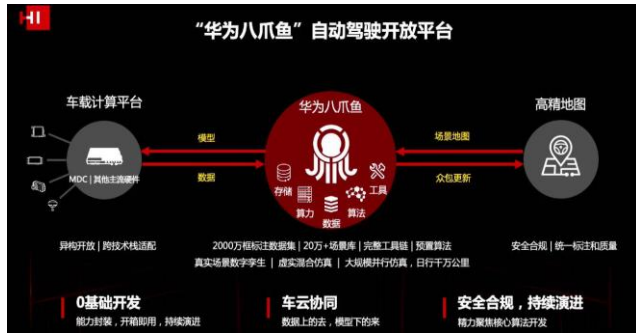 HI
“华为八爪鱼”自动驾驶开放平台
车载计算平台
华为八爪鱼
高精地图
模型
场景地图
MDC | 其他主流硬件
数据
存储
工具
众包更新
算力
算法
数据
异构开放 | 跨技术栈适配
2000万框标注数据集 | 20万+场景库 | 完整工具链 | 预置算法
安全合规 | 统一标注和质量
真实场景数字孪生 | 虚实混合仿真 | 大规模并行仿真，日行千万公里
0基础开发
车云协同
安全合规，持续演进
能力封装，开箱即用，持续演进
数据上的去，模型下的来
精力聚焦核心算法开发